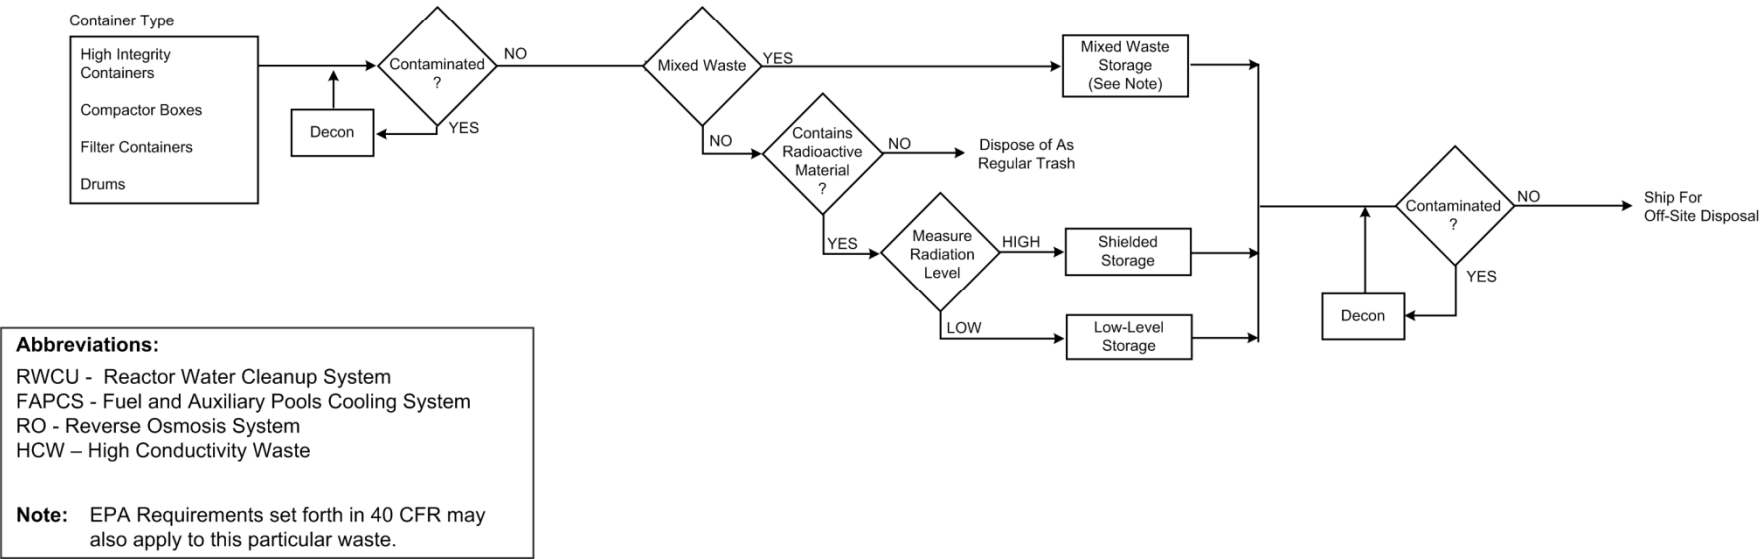 Container Type
High Integrity
Containers
Compactor Boxes
Filter Containers
Drums
Decon
Contaminated
?
NO
YES
Mixed Waste
YES
NO
Mixed Waste
Storage
(See Note)
Contains
Radioactive
Material
?
NO
YES
Dispose of As
Regular Trash
Measure
Radiation
Level
HIGH
LOW
Shielded
Storage
Low-Level
Storage
Contaminated
?
NO
YES
Decon
Ship For
Off-Site Disposal
Abbreviations:
RWCU - Reactor Water Cleanup System
FAPCS - Fuel and Auxiliary Pools Cooling System
RO - Reverse Osmosis System
HCW – High Conductivity Waste
Note: EPA Requirements set forth in 40 CFR may
also apply to this particular waste.